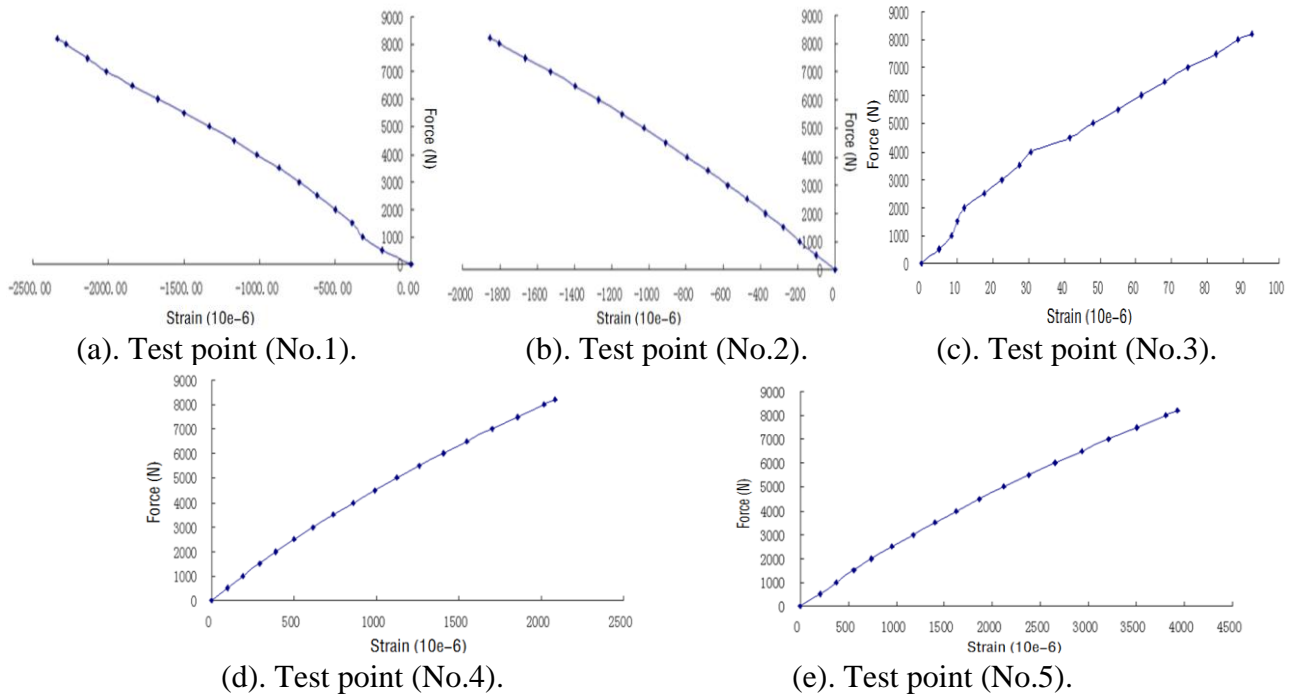 9000
8000
7000
6000
5000
4000
3000
2000
1000
0
Force (N)
-2500.00 -2000.00 -1500.00 -1000.00 -500.00 0.00
Strain (10e-6)
(a). Test point (No.1).
9000
8000
7000
6000
5000
4000
3000
2000
1000
0
Force (N)
-2000 -1800 -1600 -1400 -1200 -1000 -800 -600 -400 -200 0
Strain (10e-6)
(b). Test point (No.2).
9000
8000
7000
6000
5000
4000
3000
2000
1000
0
Force (N)
0 10 20 30 40 50 60 70 80 90 100
Strain (10e-6)
(c). Test point (No.3).
9000
8000
7000
6000
5000
4000
3000
2000
1000
0
Force (N)
0 500 1000 1500 2000 2500
Strain (10e-6)
(d). Test point (No.4).
9000
8000
7000
6000
5000
4000
3000
2000
1000
0
Force (N)
0 500 1000 1500 2000 2500 3000 3500 4000 4500
Strain (10e-6)
(e). Test point (No.5).